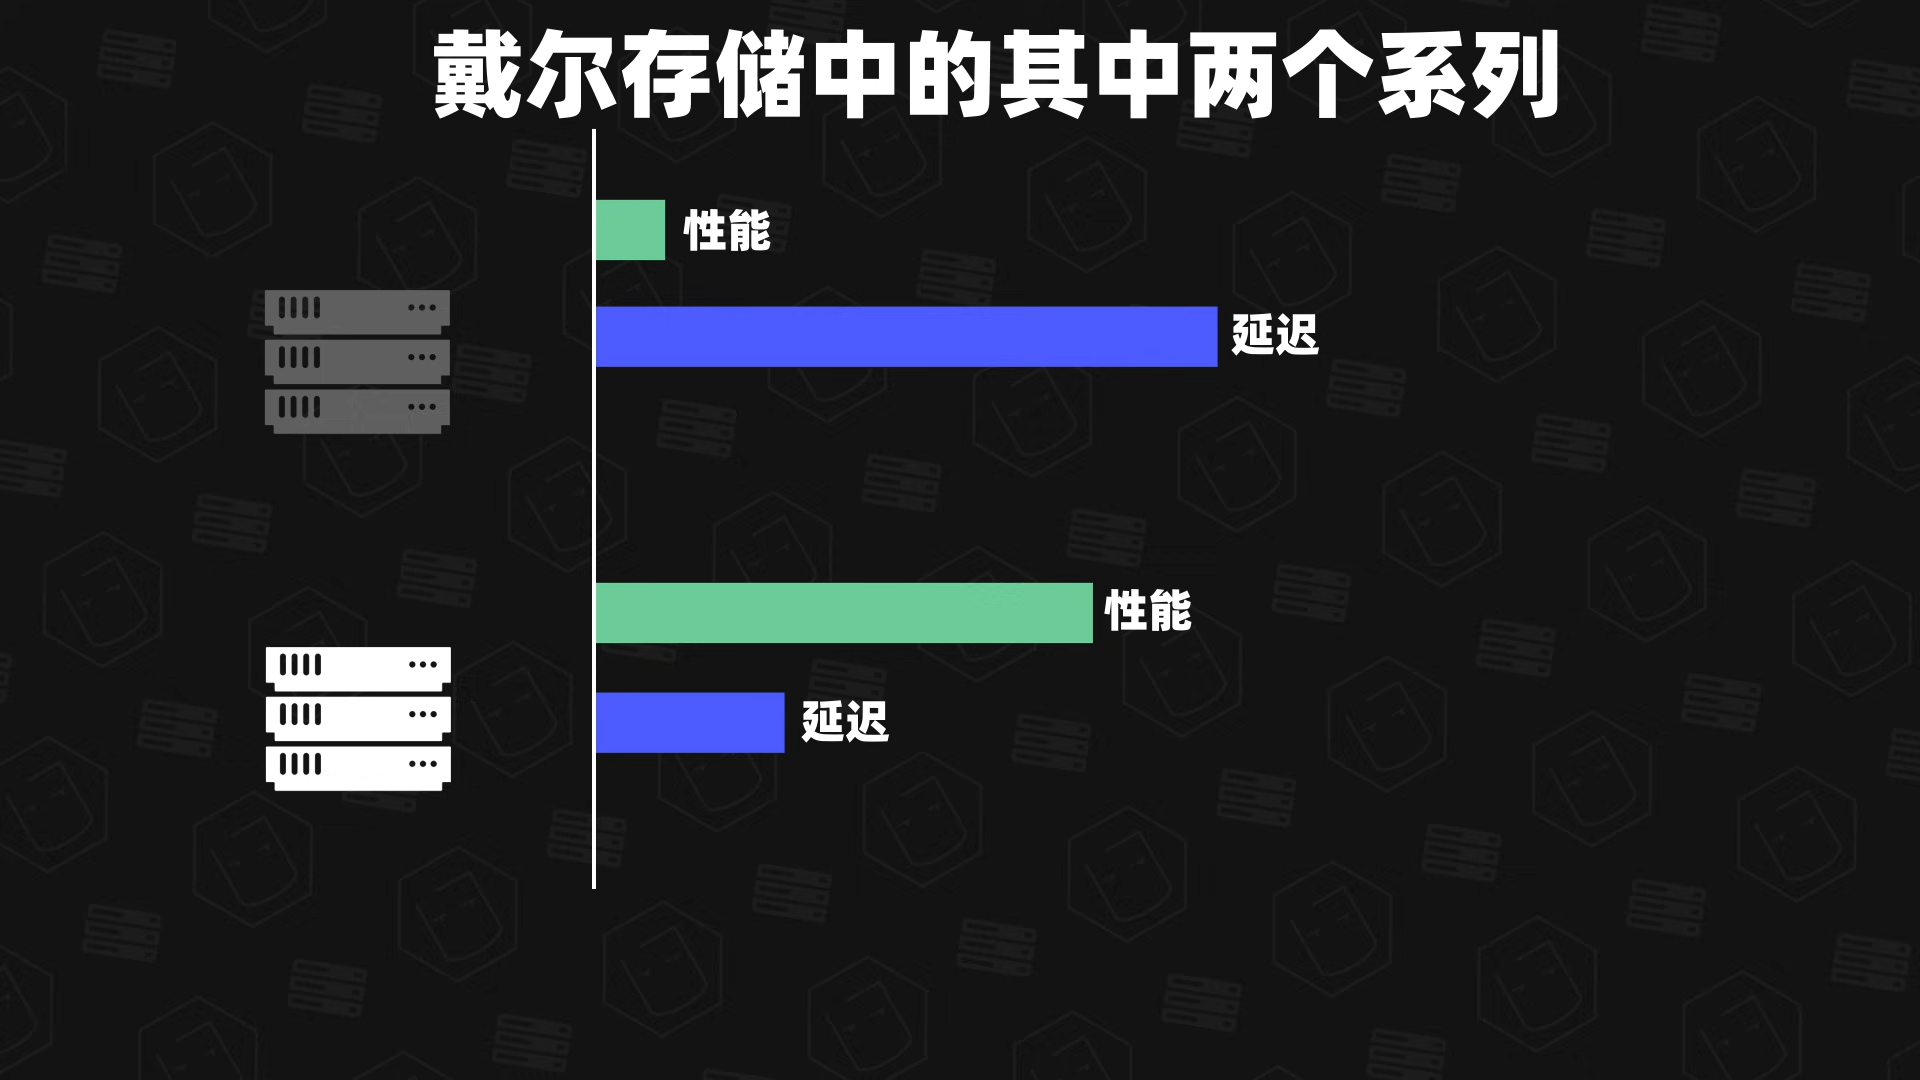 戴尔存储中的其中两个系列
性能
延迟
性能
延迟